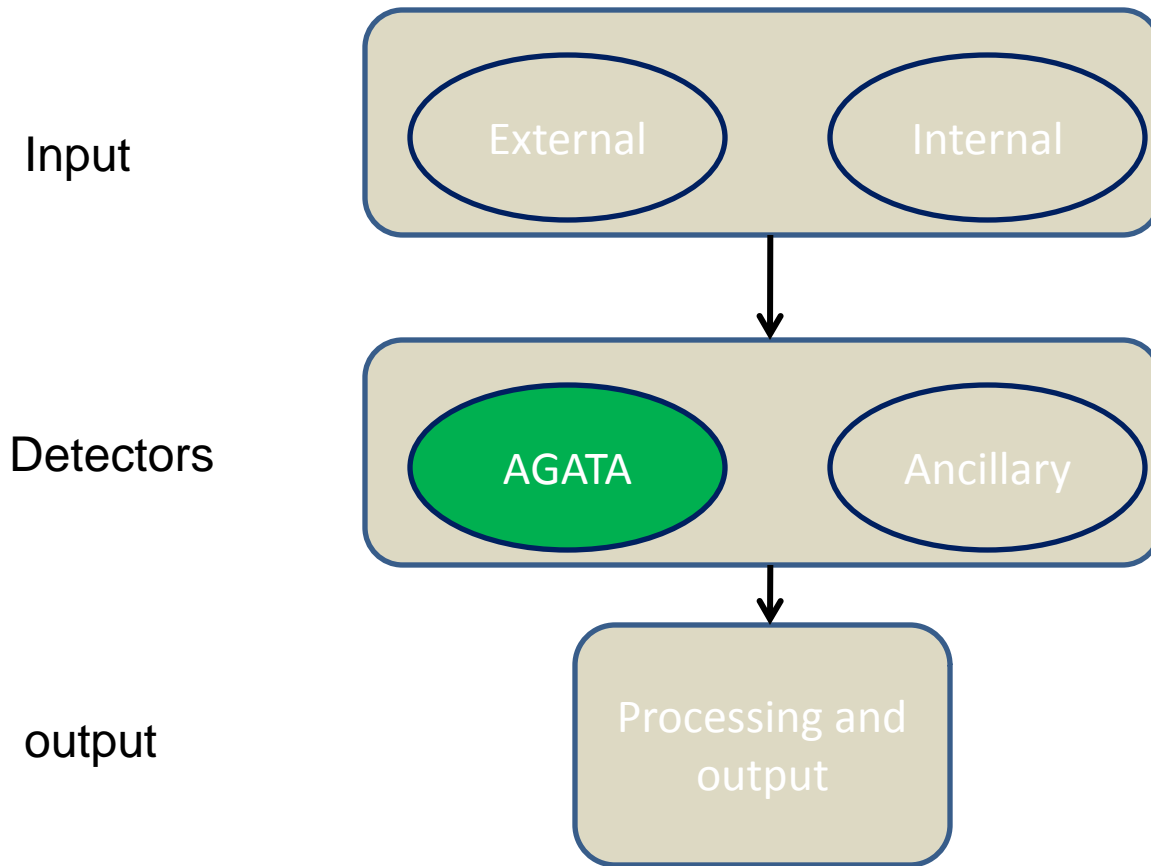 Input
External
Internal
Detectors
AGATA
Ancillary
output
Processing and
output